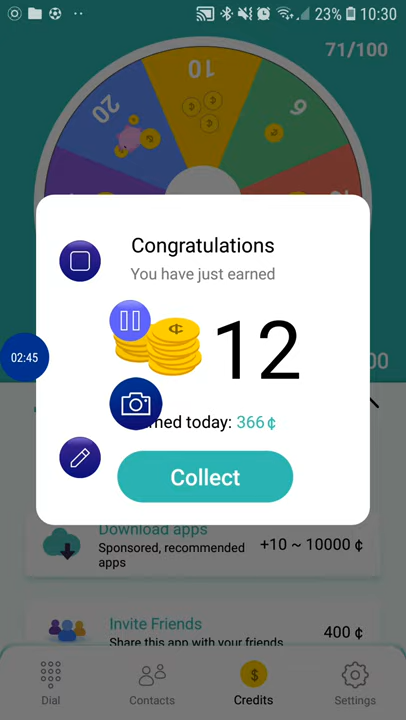 23% 10:30
71/100
10
20
6
Congratulations
You have just earned
12
02:45
00
ned today: 366 ¢
Collect
Download apps
Sponsored, recommended
apps
+10 ~ 10000 ¢
Invite Friends
Share this app with your friends
400 ¢
Dial
Contacts
Credits
Settings